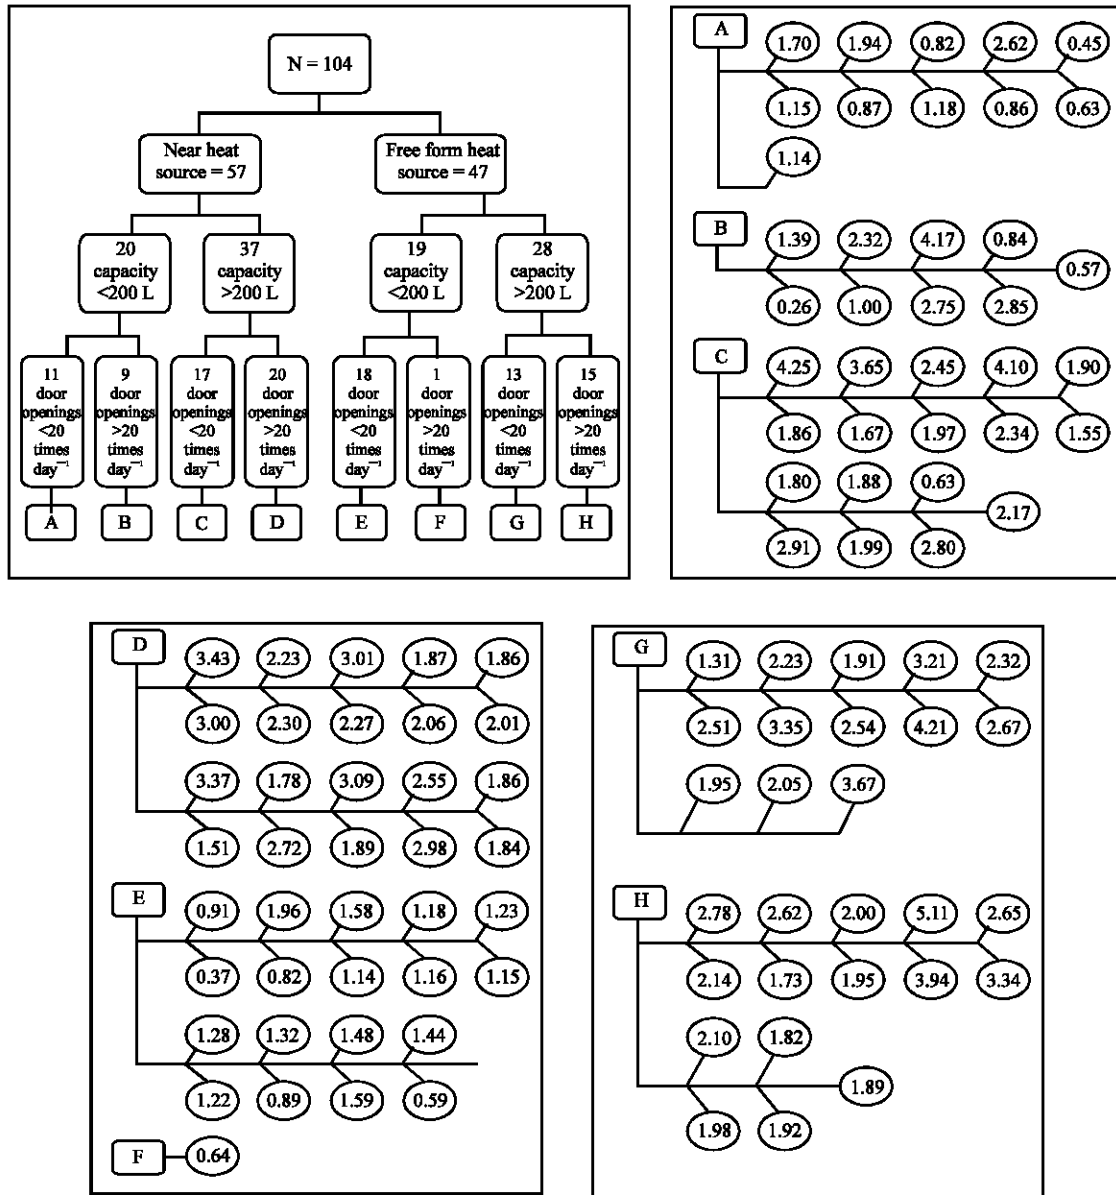 N = 104
Near heat
source = 57
Free form heat
source = 47
20
capacity
<200 L
37
capacity
>200 L
19
capacity
<200 L
28
capacity
>200 L
11
door
openings
<20
times
day⁻¹
9
door
openings
>20
times
day⁻¹
17
door
openings
<20
times
day⁻¹
20
door
openings
>20
times
day⁻¹
18
door
openings
<20
times
day⁻¹
1
door
openings
>20
times
day⁻¹
13
door
openings
<20
times
day⁻¹
15
door
openings
>20
times
day⁻¹
A B C D E F G H
A
1.70 1.94 0.82 2.62 0.45
1.15 0.87 1.18 0.86 0.63
1.14
B
1.39 2.32 4.17 0.84
0.57
0.26 1.00 2.75 2.85
C
4.25 3.65 2.45 4.10 1.90
1.86 1.67 1.97 2.34 1.55
1.80 1.88 0.63
2.17
2.91 1.99 2.80
D
3.43 2.23 3.01 1.87 1.86
3.00 2.30 2.27 2.06 2.01
3.37 1.78 3.09 2.55 1.86
1.51 2.72 1.89 2.98 1.84
E
0.91 1.96 1.58 1.18 1.23
0.37 0.82 1.14 1.16 1.15
1.28 1.32 1.48 1.44
1.22 0.89 1.59 0.59
F
0.64
G
1.31 2.23 1.91 3.21 2.32
2.51 3.35 2.54 4.21 2.67
1.95 2.05 3.67
H
2.78 2.62 2.00 5.11 2.65
2.14 1.73 1.95 3.94 3.34
2.10 1.82
1.89
1.98 1.92